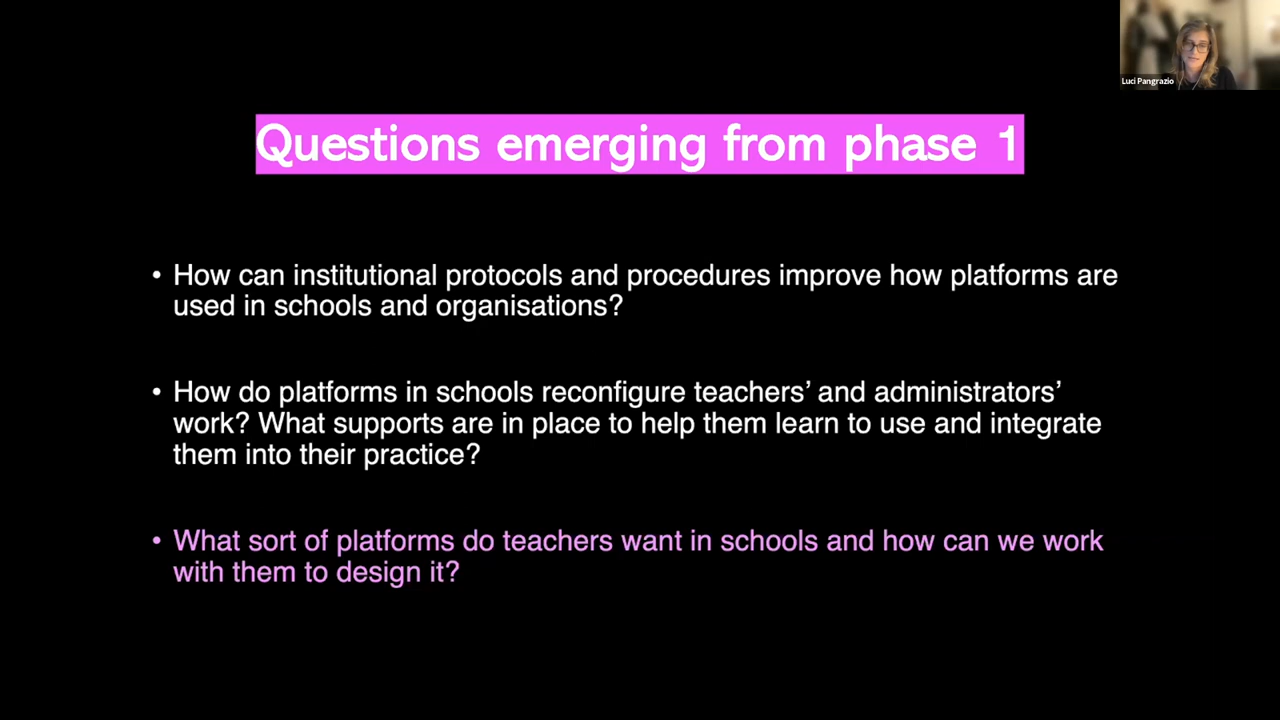 Luci Pangrazio
Questions emerging from phase 1
• How can institutional protocols and procedures improve how platforms are
used in schools and organisations?
• How do platforms in schools reconfigure teachers’ and administrators’
work? What supports are in place to help them learn to use and integrate
them into their practice?
• What sort of platforms do teachers want in schools and how can we work
with them to design it?